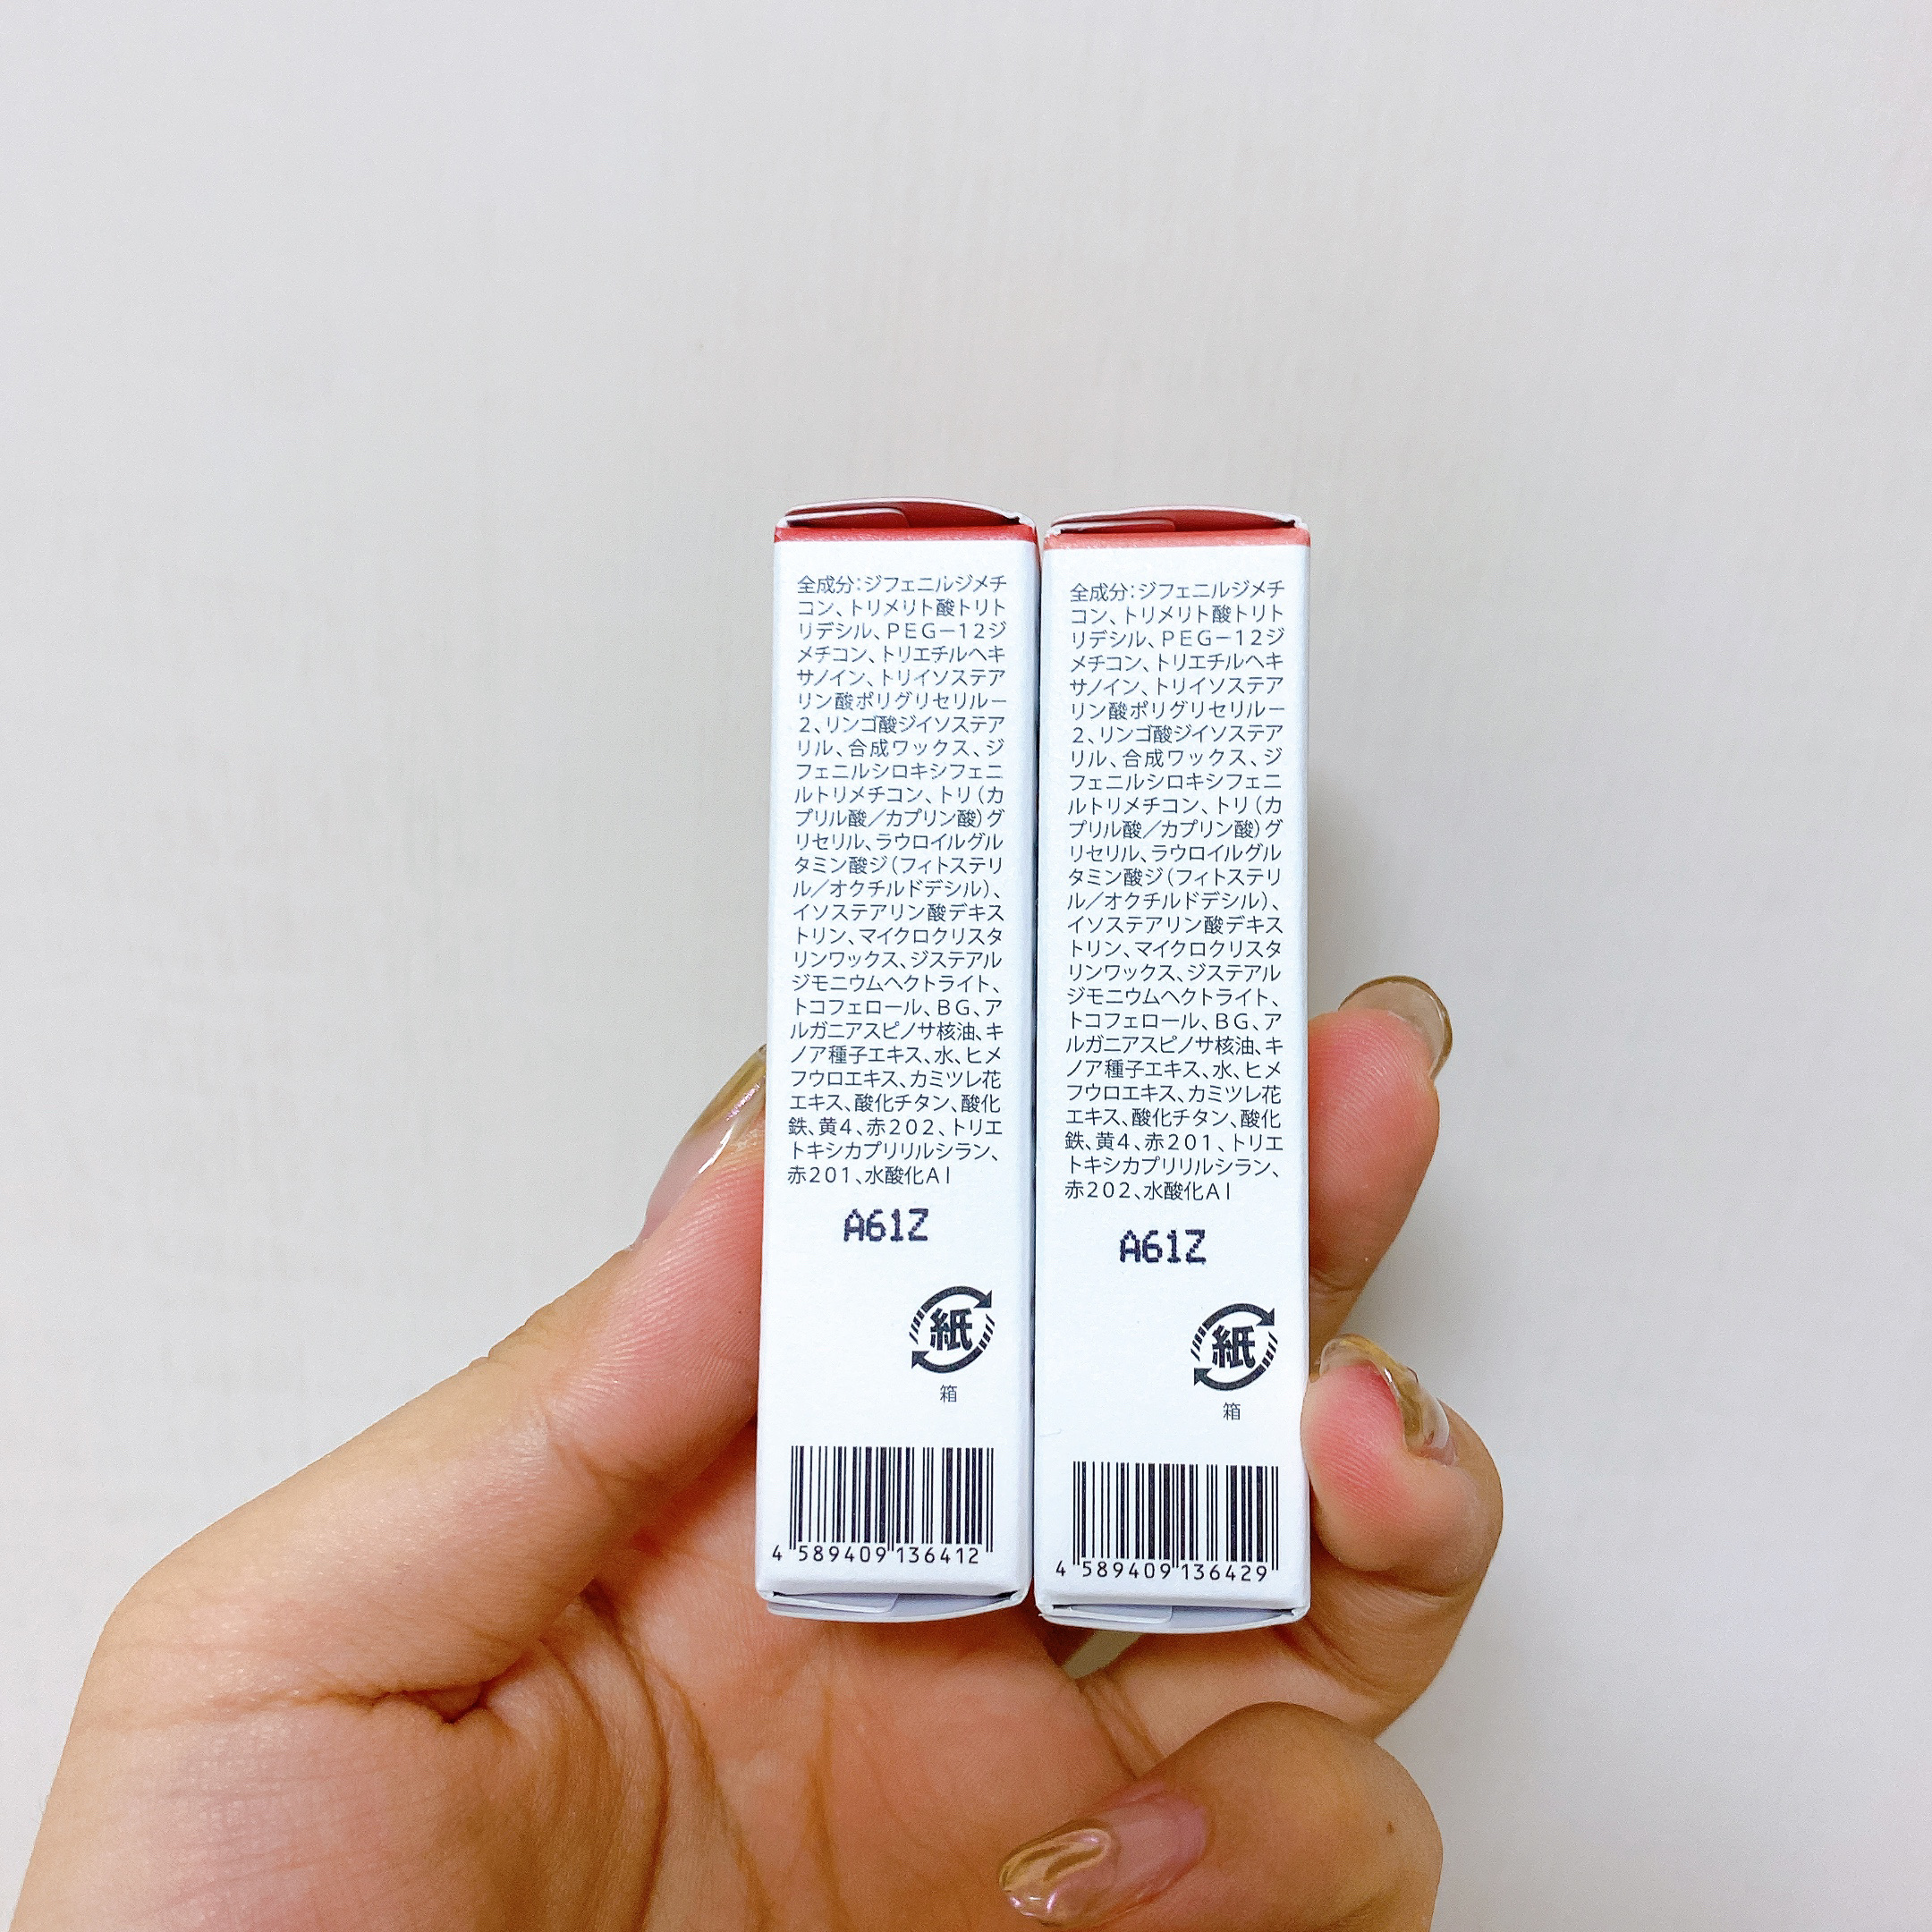 全成分:ジフェニルジメチ
コン、トリメリト酸トリト
リデシル、PEG－12ジ
メチコン、トリエチルヘキ
サノイン、トリイソステア
リン酸ポリグリセリル－
2、リンゴ酸ジイソステア
リル、合成ワックス、ジ
フェニルシロキシフェニ
ルトリメチコン、トリ(カ
プリル酸／カプリン酸)グ
リセリル、ラウロイルグル
タミン酸ジ(フィトステリ
ル／オクチルドデシル)、
イソステアリン酸デキス
トリン、マイクロクリスタ
リンワックス、ジステアル
ジモニウムヘクトライト、
トコフェロール、BG、ア
ルガニアスピノサ核油、キ
ノア種子エキス、水、ヒメ
フウロエキス、カミツレ花
エキス、酸化チタン、酸化
鉄、黄4、赤202、トリエ
トキシカプリリルシラン、
赤201、水酸化Al
A61Z
紙
箱
4 589409 136412
全成分:ジフェニルジメチ
コン、トリメリト酸トリト
リデシル、PEG－12ジ
メチコン、トリエチルヘキ
サノイン、トリイソステア
リン酸ポリグリセリル－
2、リンゴ酸ジイソステア
リル、合成ワックス、ジ
フェニルシロキシフェニ
ルトリメチコン、トリ(カ
プリル酸／カプリン酸)グ
リセリル、ラウロイルグル
タミン酸ジ(フィトステリ
ル／オクチルドデシル)、
イソステアリン酸デキス
トリン、マイクロクリスタ
リンワックス、ジステアル
ジモニウムヘクトライト、
トコフェロール、BG、ア
ルガニアスピノサ核油、キ
ノア種子エキス、水、ヒメ
フウロエキス、カミツレ花
エキス、酸化チタン、酸化
鉄、黄4、赤201、トリエ
トキシカプリリルシラン、
赤202、水酸化Al
A61Z
紙
箱
4 589409 136429